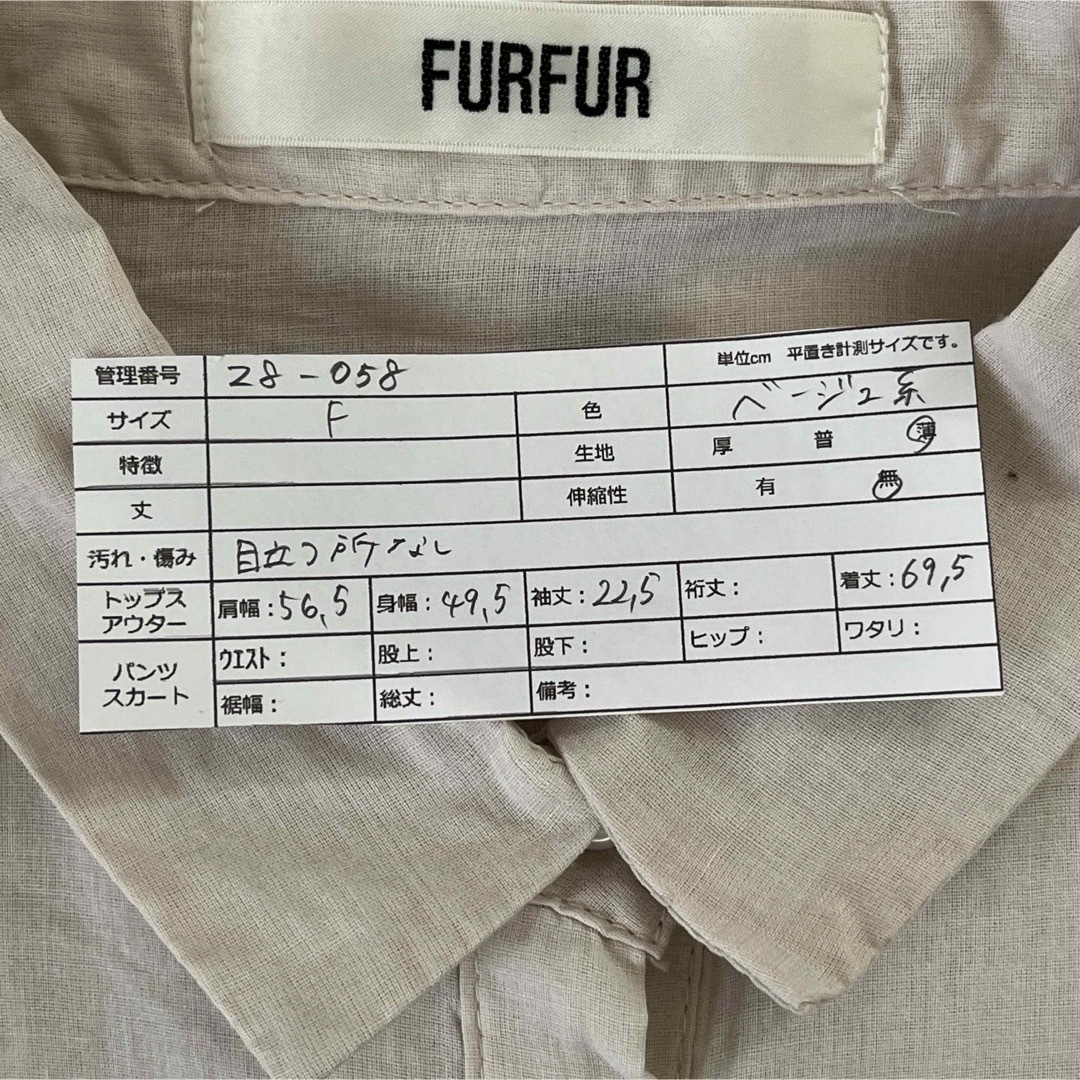 FURFUR
管理番号 28-058 単位cm 平置き計測サイズです。
サイズ F 色 ベージュ系
特徴 生地 厚 普 薄
丈 伸縮性 有 無
汚れ・傷み 目立つ所なし
トップス アウター 肩幅：56,5 身幅：49,5 袖丈：22,5 裄丈： 着丈：69,5
パンツ スカート ウエスト： 股上： 股下： ヒップ： ワタリ：
裾幅： 総丈： 備考：